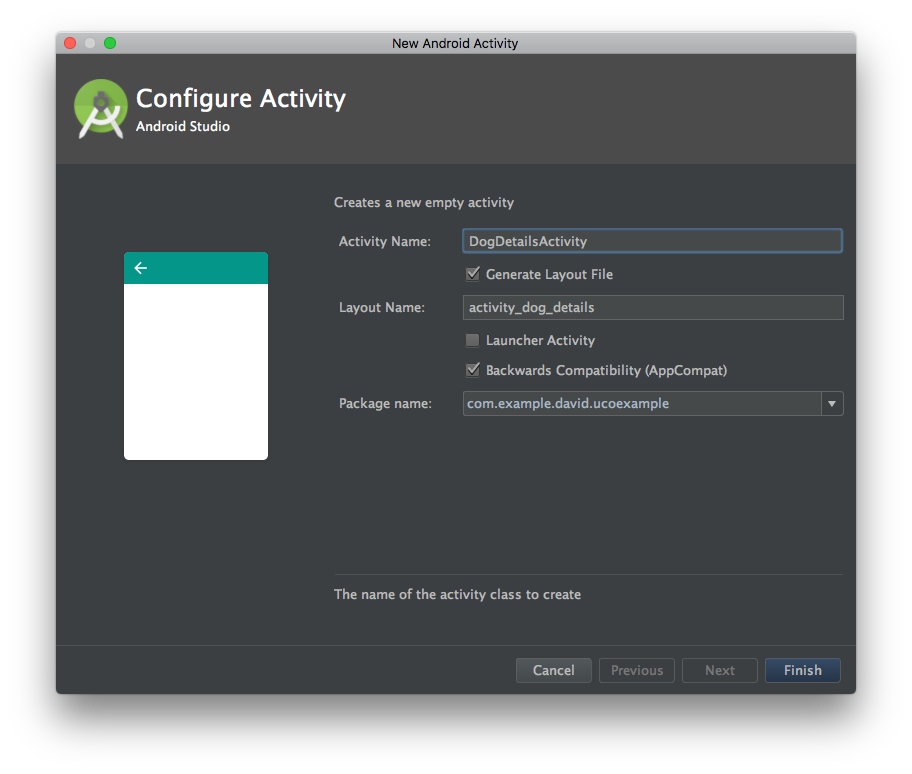 New Android Activity
Configure Activity
Android Studio
Creates a new empty activity
Activity Name: DogDetailsActivity
Generate Layout File
Layout Name: activity_dog_details
Launcher Activity
Backwards Compatibility (AppCompat)
Package name: com.example.david.ucoexample
The name of the activity class to create
Cancel Previous Next Finish